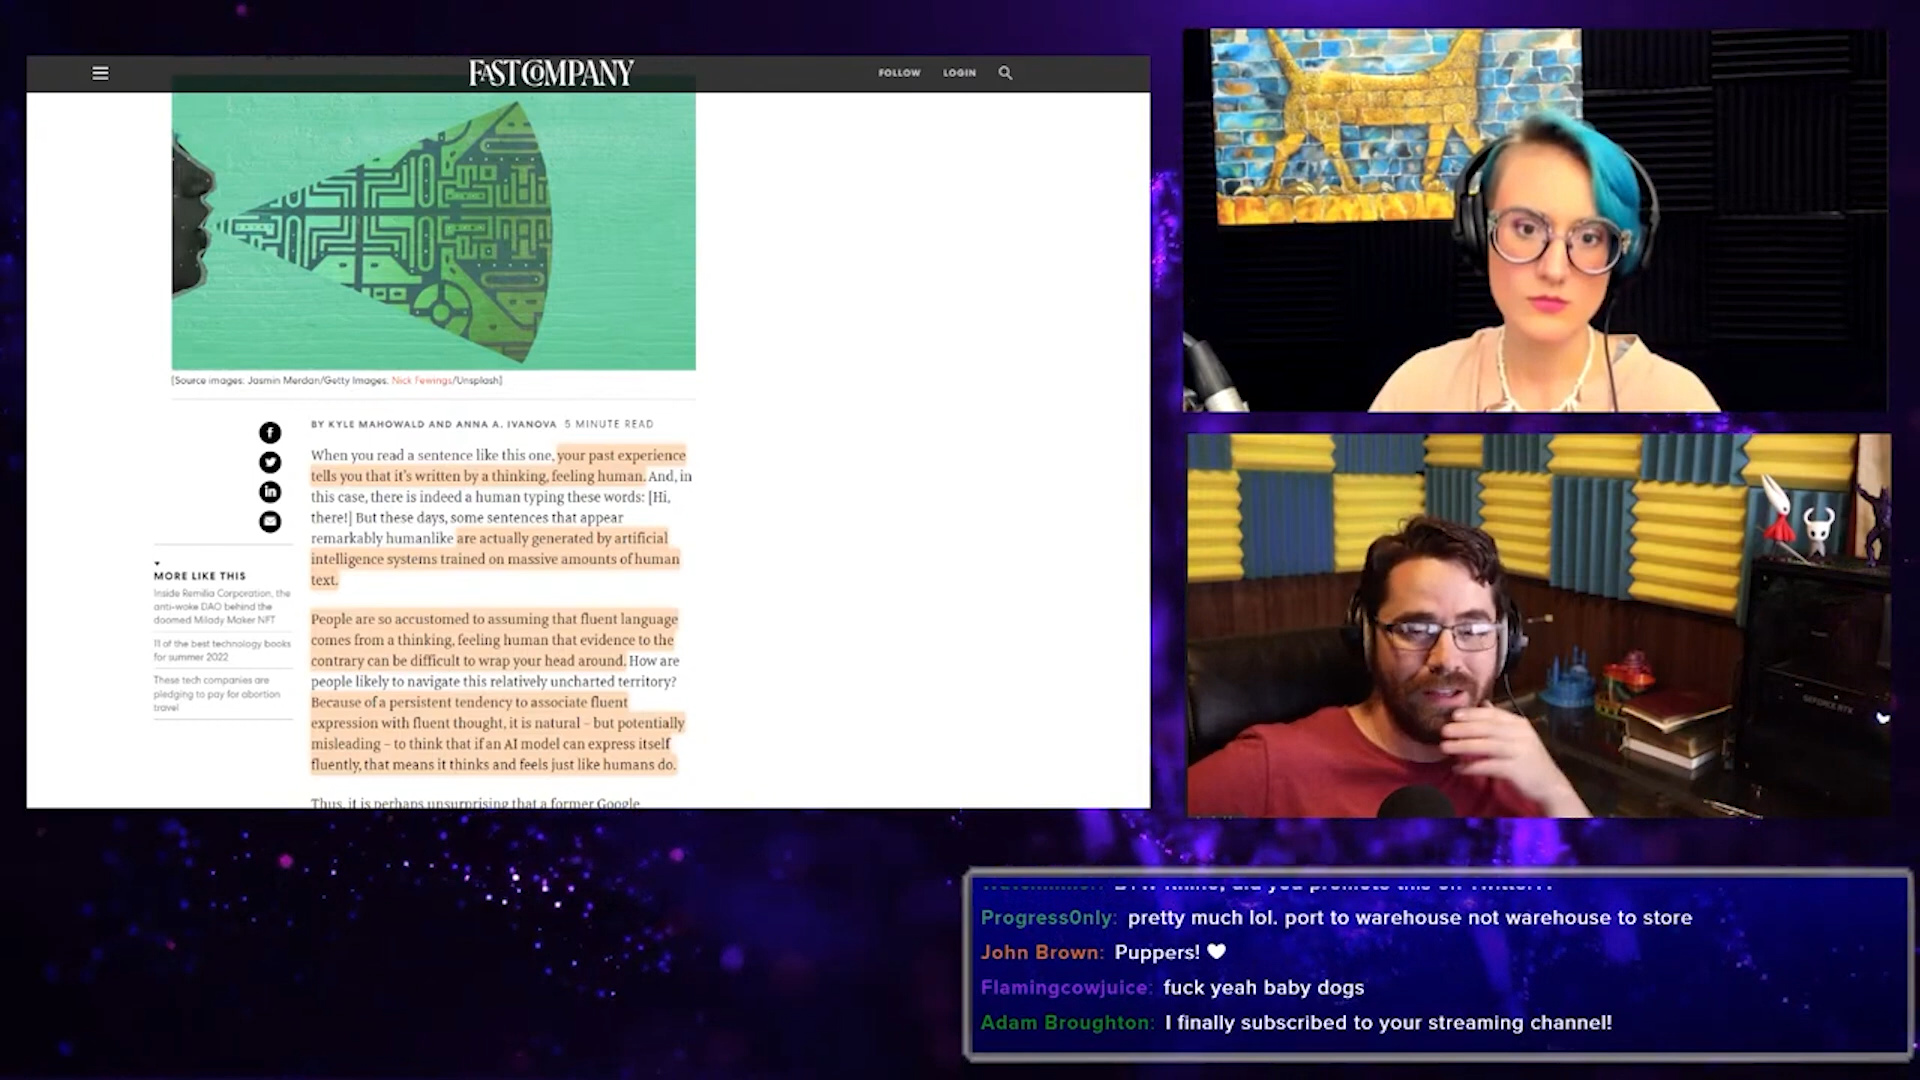 FAST COMPANY
FOLLOW
LOGIN
[Source images: Jasmin Merdan/Getty Images; Nick Fewings/Unsplash]
BY KYLE MAHOWALD AND ANNA A. IVANOVA 5 MINUTE READ
When you read a sentence like this one, your past experience
tells you that it's written by a thinking, feeling human. And, in
this case, there is indeed a human typing these words: [Hi,
there!] But these days, some sentences that appear
remarkably humanlike are actually generated by artificial
intelligence systems trained on massive amounts of human
text.
People are so accustomed to assuming that fluent language
comes from a thinking, feeling human that evidence to the
contrary can be difficult to wrap your head around. How are
people likely to navigate this relatively uncharted territory?
Because of a persistent tendency to associate fluent
expression with fluent thought, it is natural – but potentially
misleading – to think that if an AI model can express itself
fluently, that means it thinks and feels just like humans do.
Thus, it is perhaps unsurprising that a former Google
MORE LIKE THIS
Inside Remilia Corporation, the
anti-woke DAO behind the
doomed Milady Maker NFT
11 of the best technology books
for summer 2022
These tech companies are
pledging to pay for abortion
travel
GEFORCE RTX
Progress0nly: pretty much lol. port to warehouse not warehouse to store
John Brown: Puppers! 🤍
Flamingcowjuice: fuck yeah baby dogs
Adam Broughton: I finally subscribed to your streaming channel!